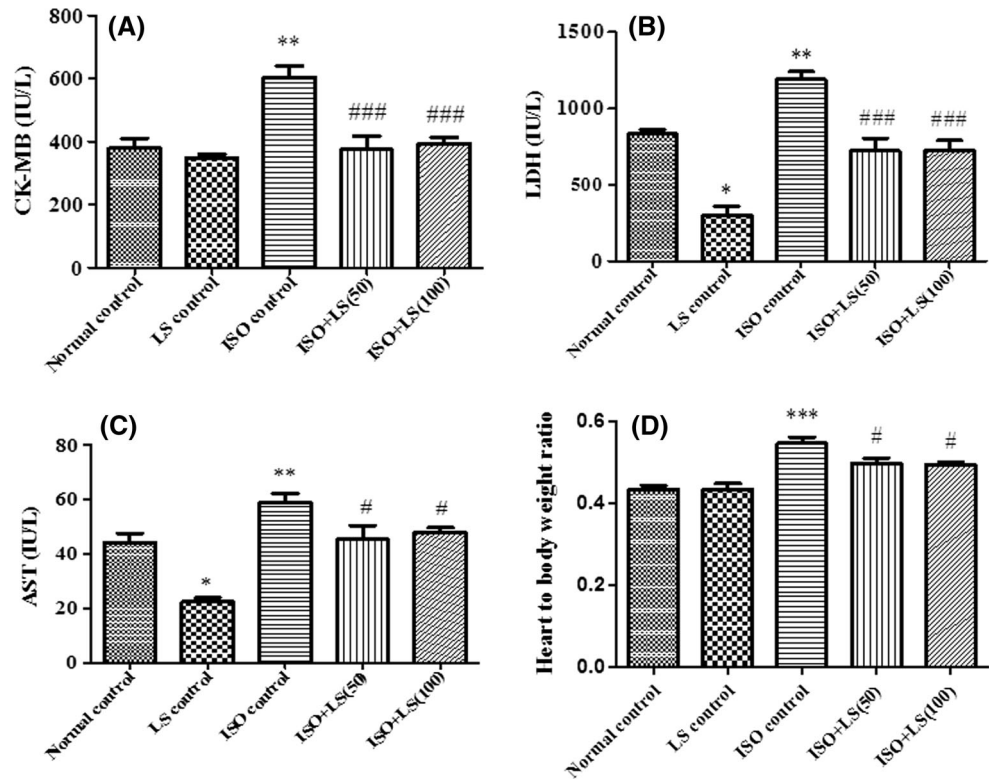 (A)
CK-MB (IU/L)
800
600
400
200
0
**
###
###
Normal control
LS control
ISO control
ISO+LS(50)
ISO+LS(100)
(B)
LDH (IU/L)
1500
1000
500
0
*
**
###
###
Normal control
LS control
ISO control
ISO+LS(50)
ISO+LS(100)
(C)
AST (IU/L)
80
60
40
20
0
*
**
#
#
Normal control
LS control
ISO control
ISO+LS(50)
ISO+LS(100)
(D)
Heart to body weight ratio
0.6
0.4
0.2
0.0
***
#
#
Normal control
LS control
ISO control
ISO+LS(50)
ISO+LS(100)